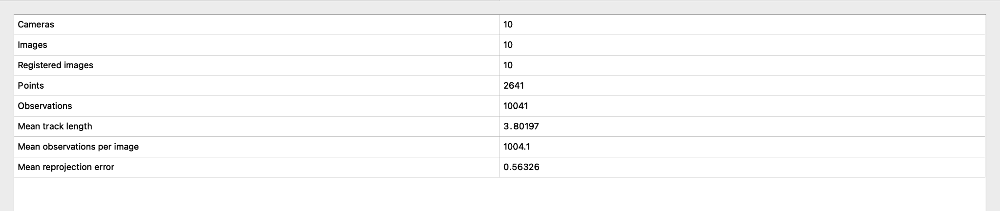 Cameras 10
Images 10
Registered images 10
Points 2641
Observations 10041
Mean track length 3.80197
Mean observations per image 1004.1
Mean reprojection error 0.56326